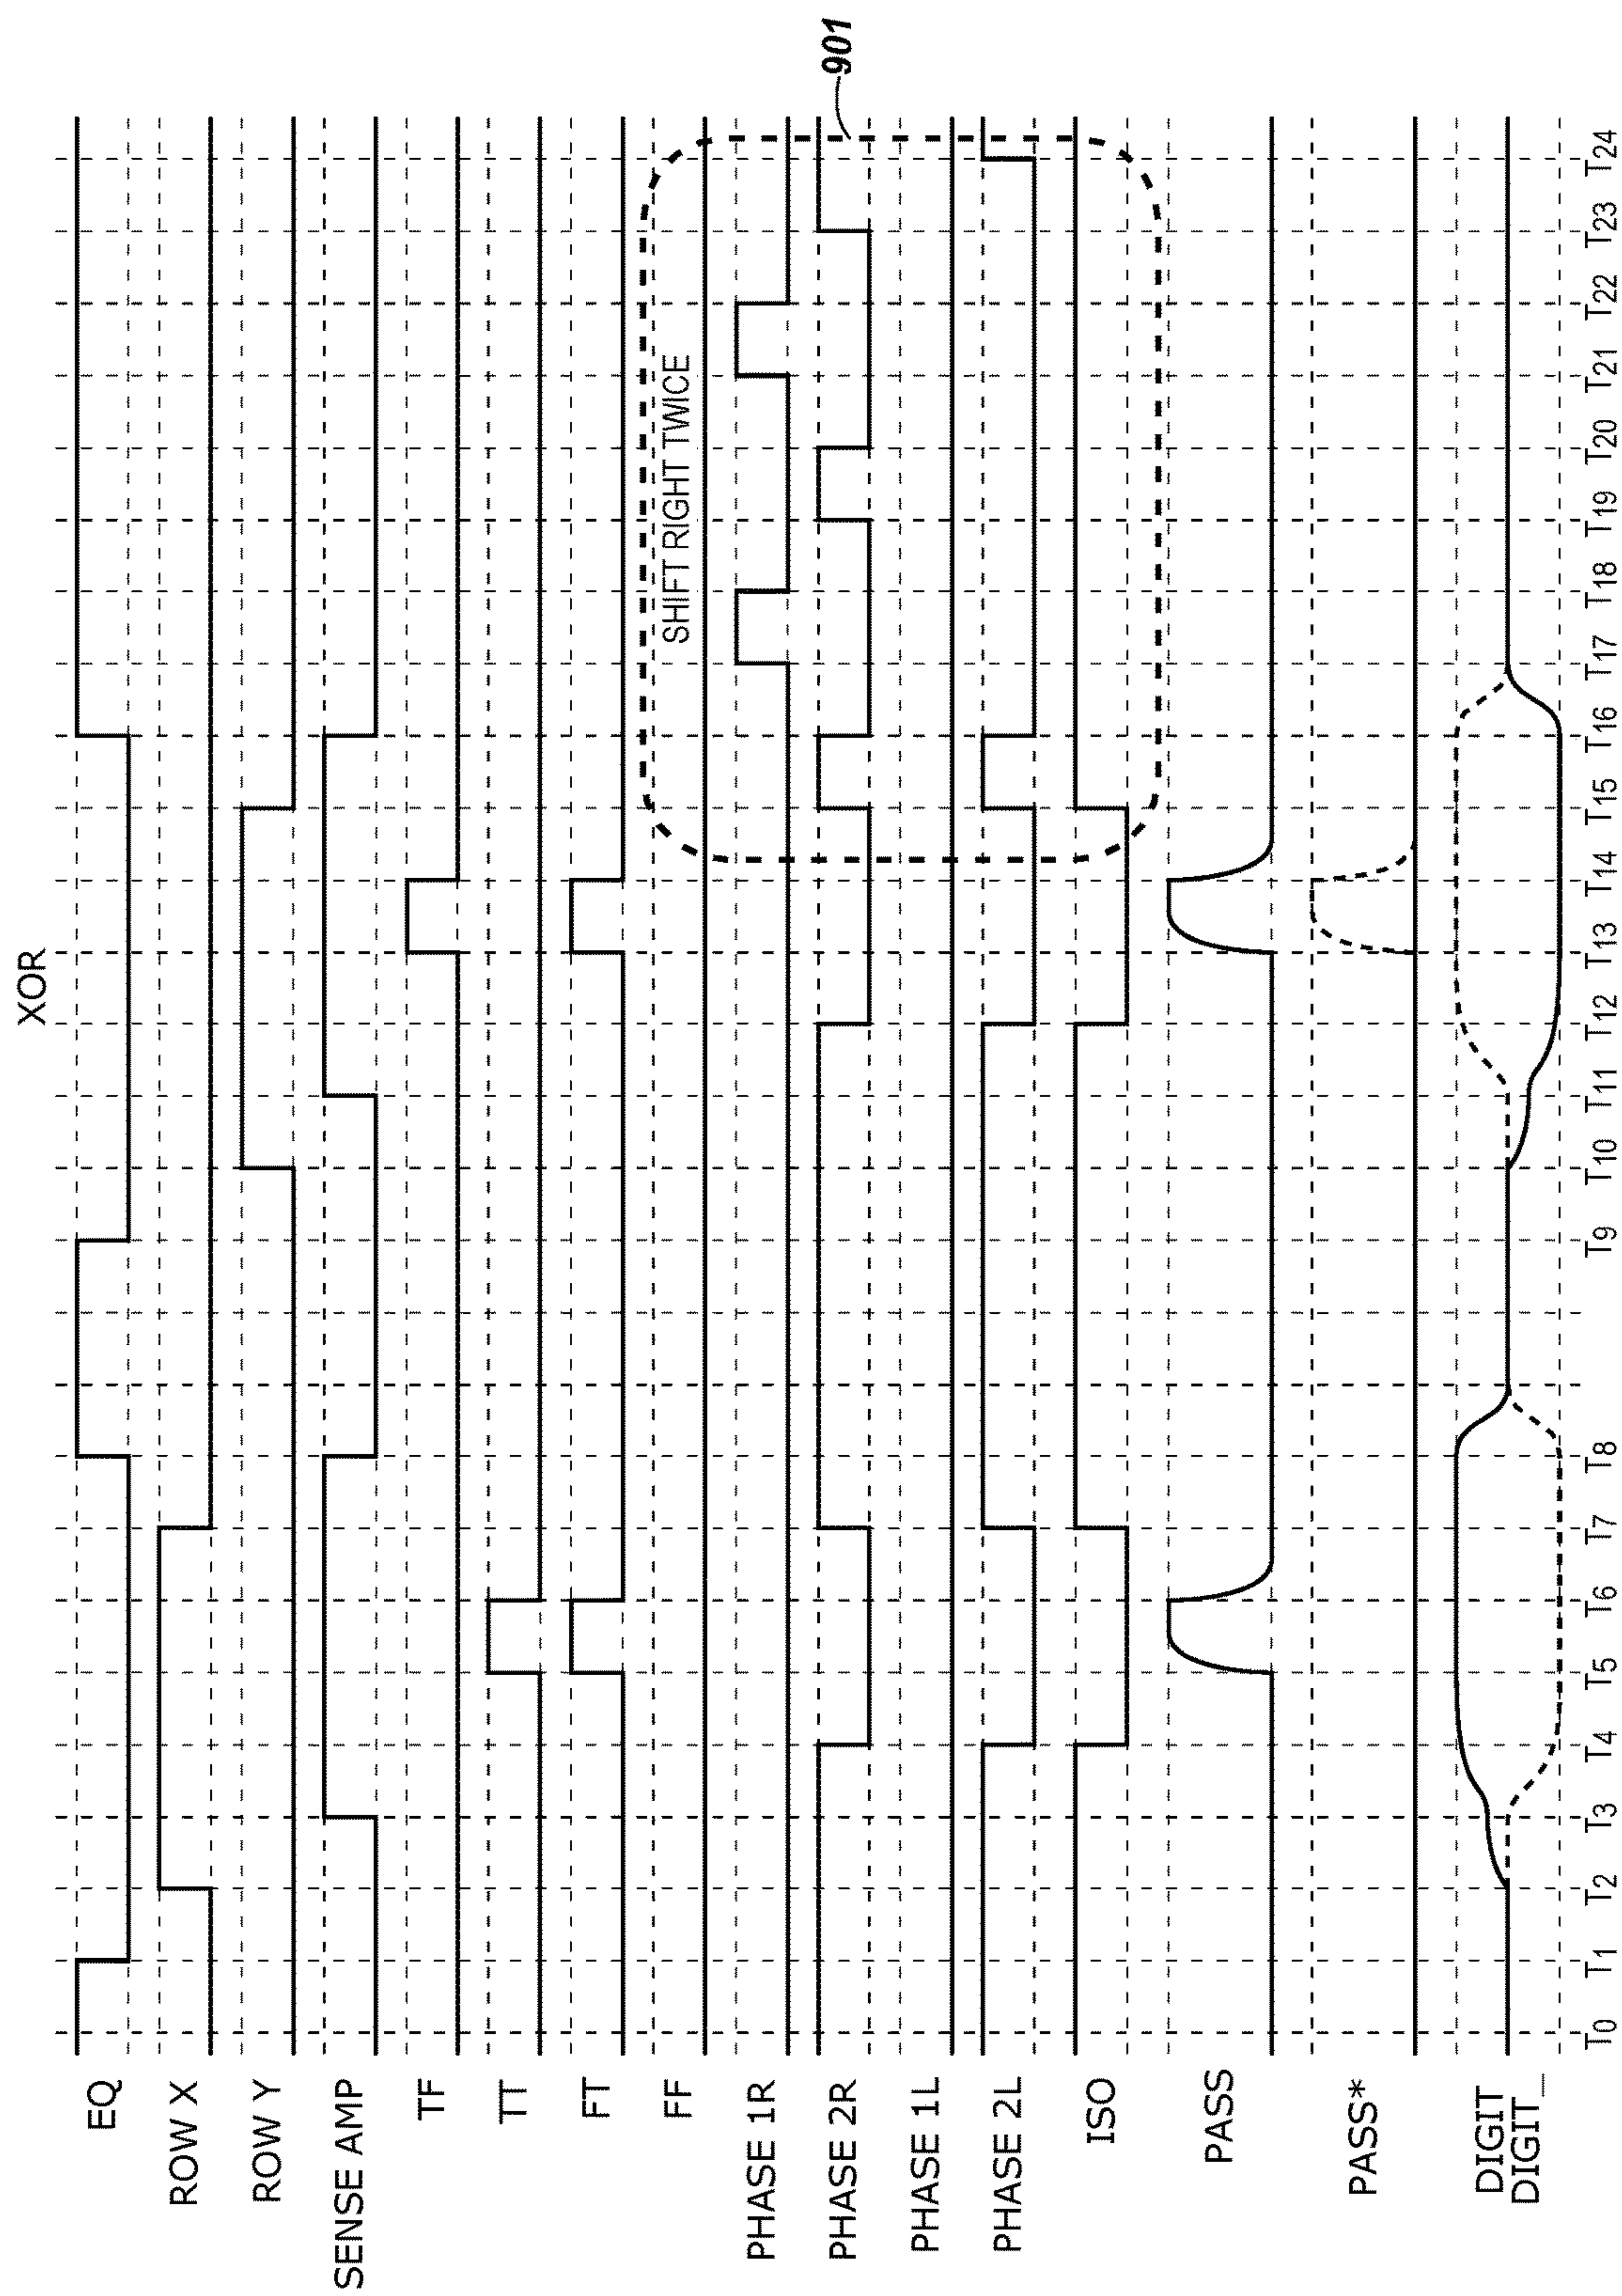 XOR
EQ
ROW X
ROW Y
SENSE AMP
TF
TT
FT
FF
PHASE 1R
PHASE 2R
PHASE 1L
PHASE 2L
ISO
PASS
PASS*
DIGIT
DIGIT_
SHIFT RIGHT TWICE
901
T0 T1 T2 T3 T4 T5 T6 T7 T8 T9 T10 T11 T12 T13 T14 T15 T16 T17 T18 T19 T20 T21 T22 T23 T24